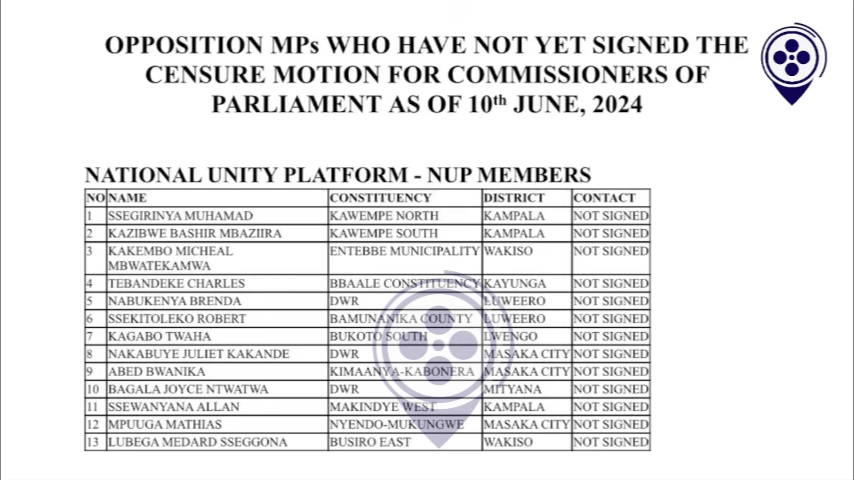 OPPOSITION MPs WHO HAVE NOT YET SIGNED THE
CENSURE MOTION FOR COMMISSIONERS OF
PARLIAMENT AS OF 10th JUNE, 2024
NATIONAL UNITY PLATFORM - NUP MEMBERS
NO NAME CONSTITUENCY DISTRICT CONTACT
1 SSEGIRINYA MUHAMAD KAWEMPE NORTH KAMPALA NOT SIGNED
2 KAZIBWE BASHIR MBAZIIRA KAWEMPE SOUTH KAMPALA NOT SIGNED
3 KAKEMBO MICHEAL ENTEBBE MUNICIPALITY WAKISO NOT SIGNED
MBWATEKAMWA
4 TEBANDEKE CHARLES BBAALE CONSTITUENCY KAYUNGA NOT SIGNED
5 NABUKENYA BRENDA DWR LUWEERO NOT SIGNED
6 SSEKITOLEKO ROBERT BAMUNANIKA COUNTY LUWEERO NOT SIGNED
7 KAGABO TWAHA BUKOTO SOUTH LWENGO NOT SIGNED
8 NAKABUYE JULIET KAKANDE DWR MASAKA CITY NOT SIGNED
9 ABED BWANIKA KIMAANYA-KABONERA MASAKA CITY NOT SIGNED
10 BAGALA JOYCE NTWATWA DWR MITYANA NOT SIGNED
11 SSEWANYANA ALLAN MAKINDYE WEST KAMPALA NOT SIGNED
12 MPUUGA MATHIAS NYENDO-MUKUNGWE MASAKA CITY NOT SIGNED
13 LUBEGA MEDARD SSEGGONA BUSIRO EAST WAKISO NOT SIGNED